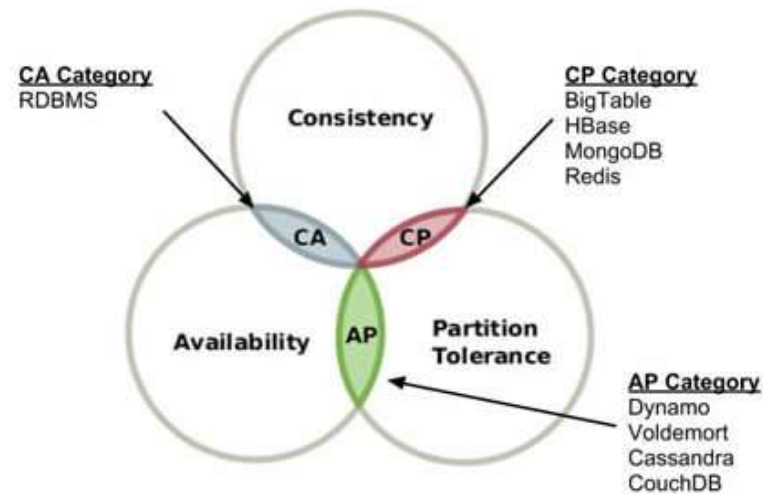 CA Category
RDBMS
Consistency
CP Category
BigTable
HBase
MongoDB
Redis
CA
CP
Availability
AP
Partition
Tolerance
AP Category
Dynamo
Voldemort
Cassandra
CouchDB